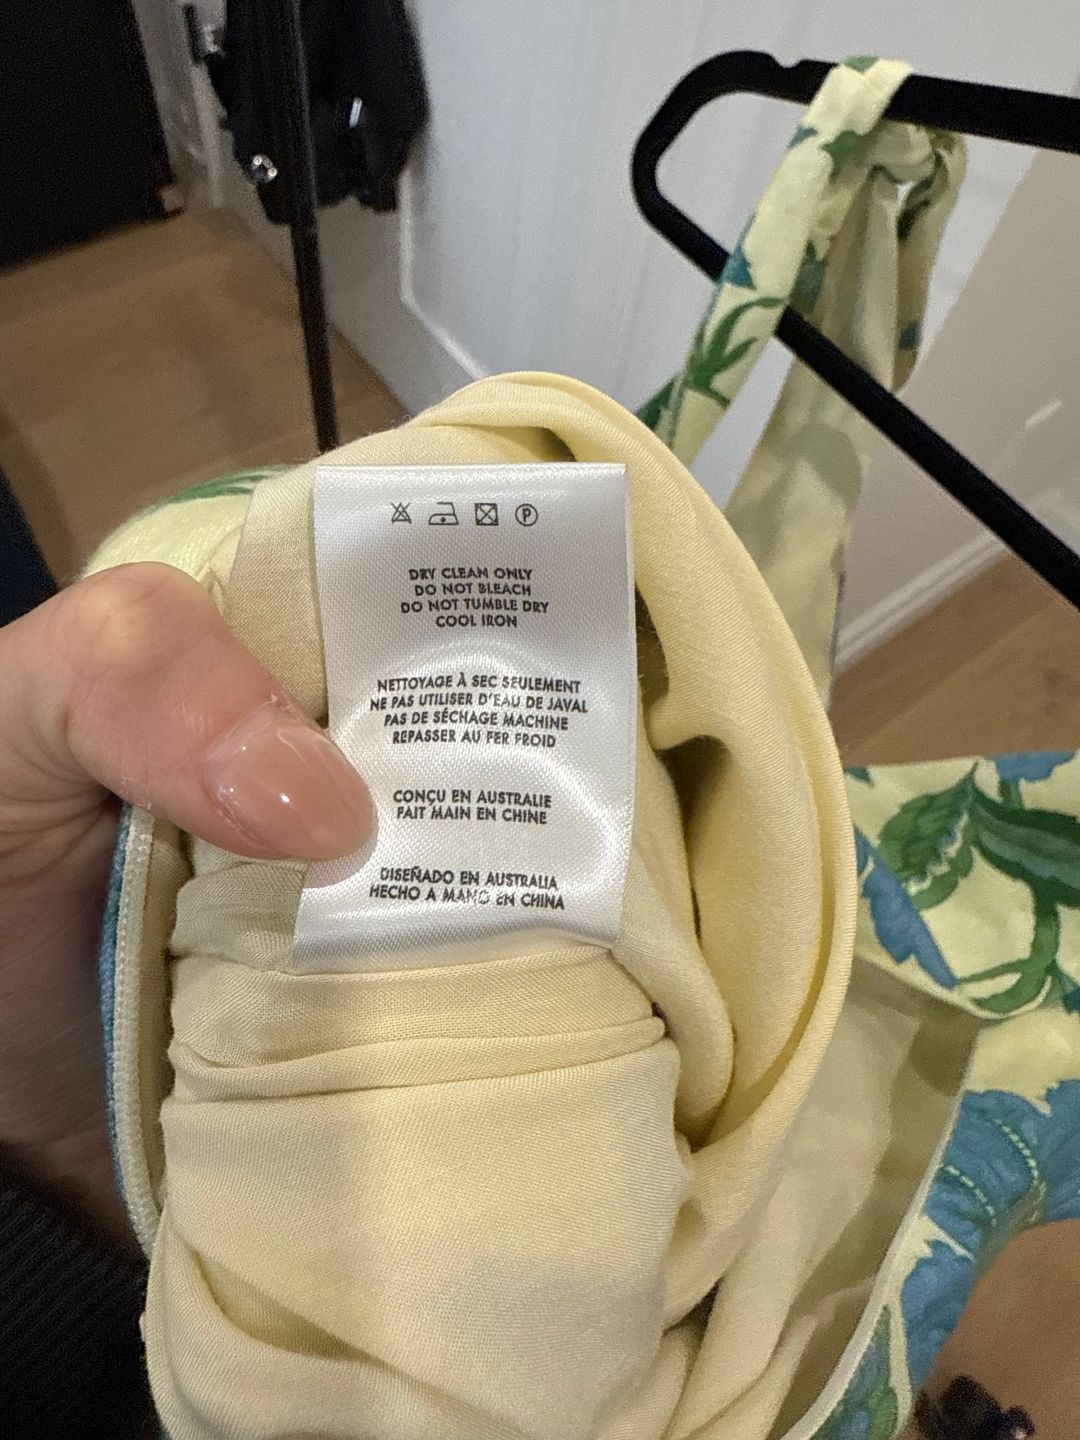 P
DRY CLEAN ONLY
DO NOT BLEACH
DO NOT TUMBLE DRY
COOL IRON
NETTOYAGE À SEC SEULEMENT
NE PAS UTILISER D'EAU DE JAVAL
PAS DE SÉCHAGE MACHINE
REPASSER AU FER FROID
CONÇU EN AUSTRALIE
FAIT MAIN EN CHINE
DISEÑADO EN AUSTRALIA
HECHO A MANO EN CHINA